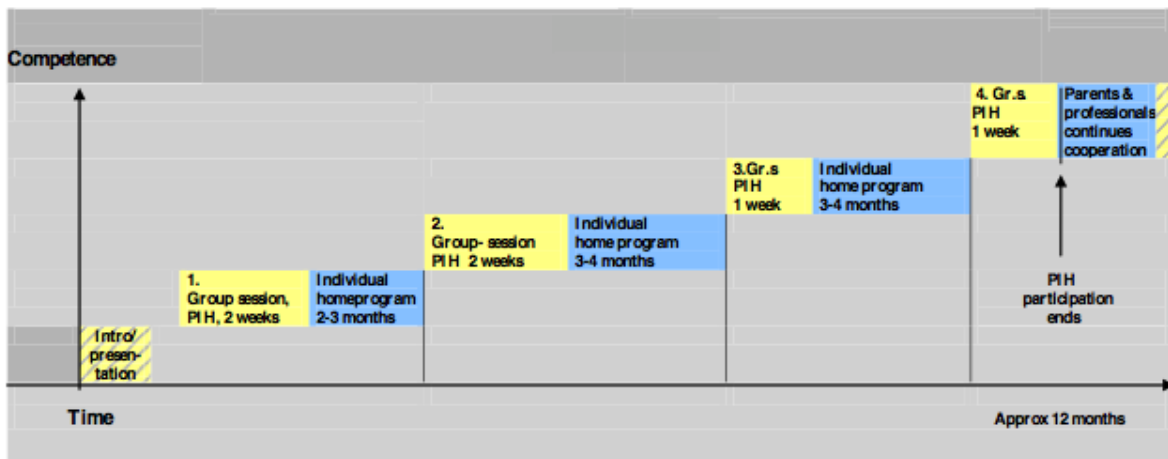 Competence
4. Gr.s.
PIH
1 week
Parents &
professionals
continues
cooperation
3.Gr.s
PIH
1 week
Individual
home program
3-4 months
2.
Group- session
PIH 2 weeks
Individual
home program
3-4 months
1.
Group session,
PIH, 2 weeks
Individual
homeprogram
2-3 months
PIH
participation
ends
Intro/
presen-
tation
Time
Approx 12 months